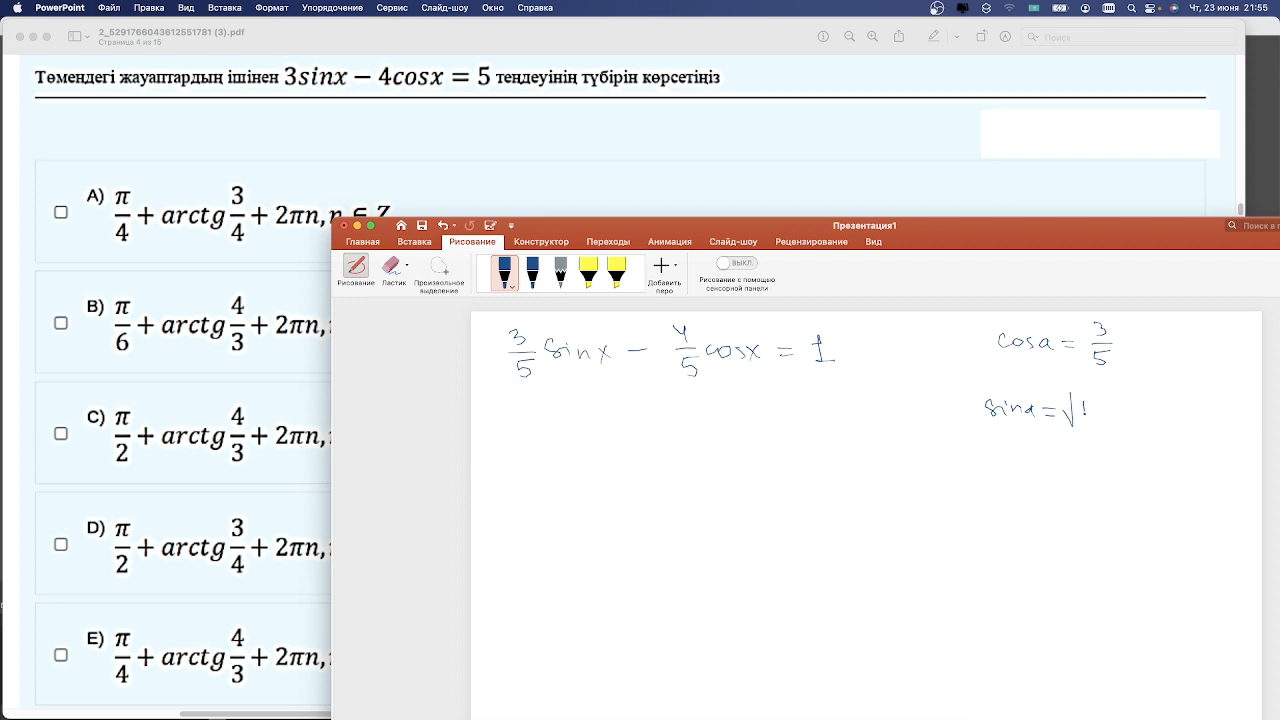 PowerPoint Файл Правка Вид Вставка Формат Упорядочить Сервис Слайд-шоу Окно Справка Чт, 23 июня 21:55
2_5291766043612551781 (3).pdf
Страница 4 из 15
Поиск
Төмендегі жауаптардың ішінен 3sinx − 4cosx = 5 теңдеуінің түбірін көрсетіңіз
A) π/4 + arctg 3/4 + 2πn, n ∈ Z
Презентация1
Поиск в
Главная Вставка Рисование Конструктор Переходы Анимация Слайд-шоу Рецензирование Вид
ВЫКЛ.
Рисование Ластик Произвольное выделение Добавить перо Рисование с помощью сенсорной панели
B) π/6 + arctg 4/3 + 2πn,
3/5 sinx − 4/5 cosx = 1
cosa = 3/5
sina = √
C) π/2 + arctg 4/3 + 2πn,
D) π/2 + arctg 3/4 + 2πn,
E) π/4 + arctg 4/3 + 2πn,